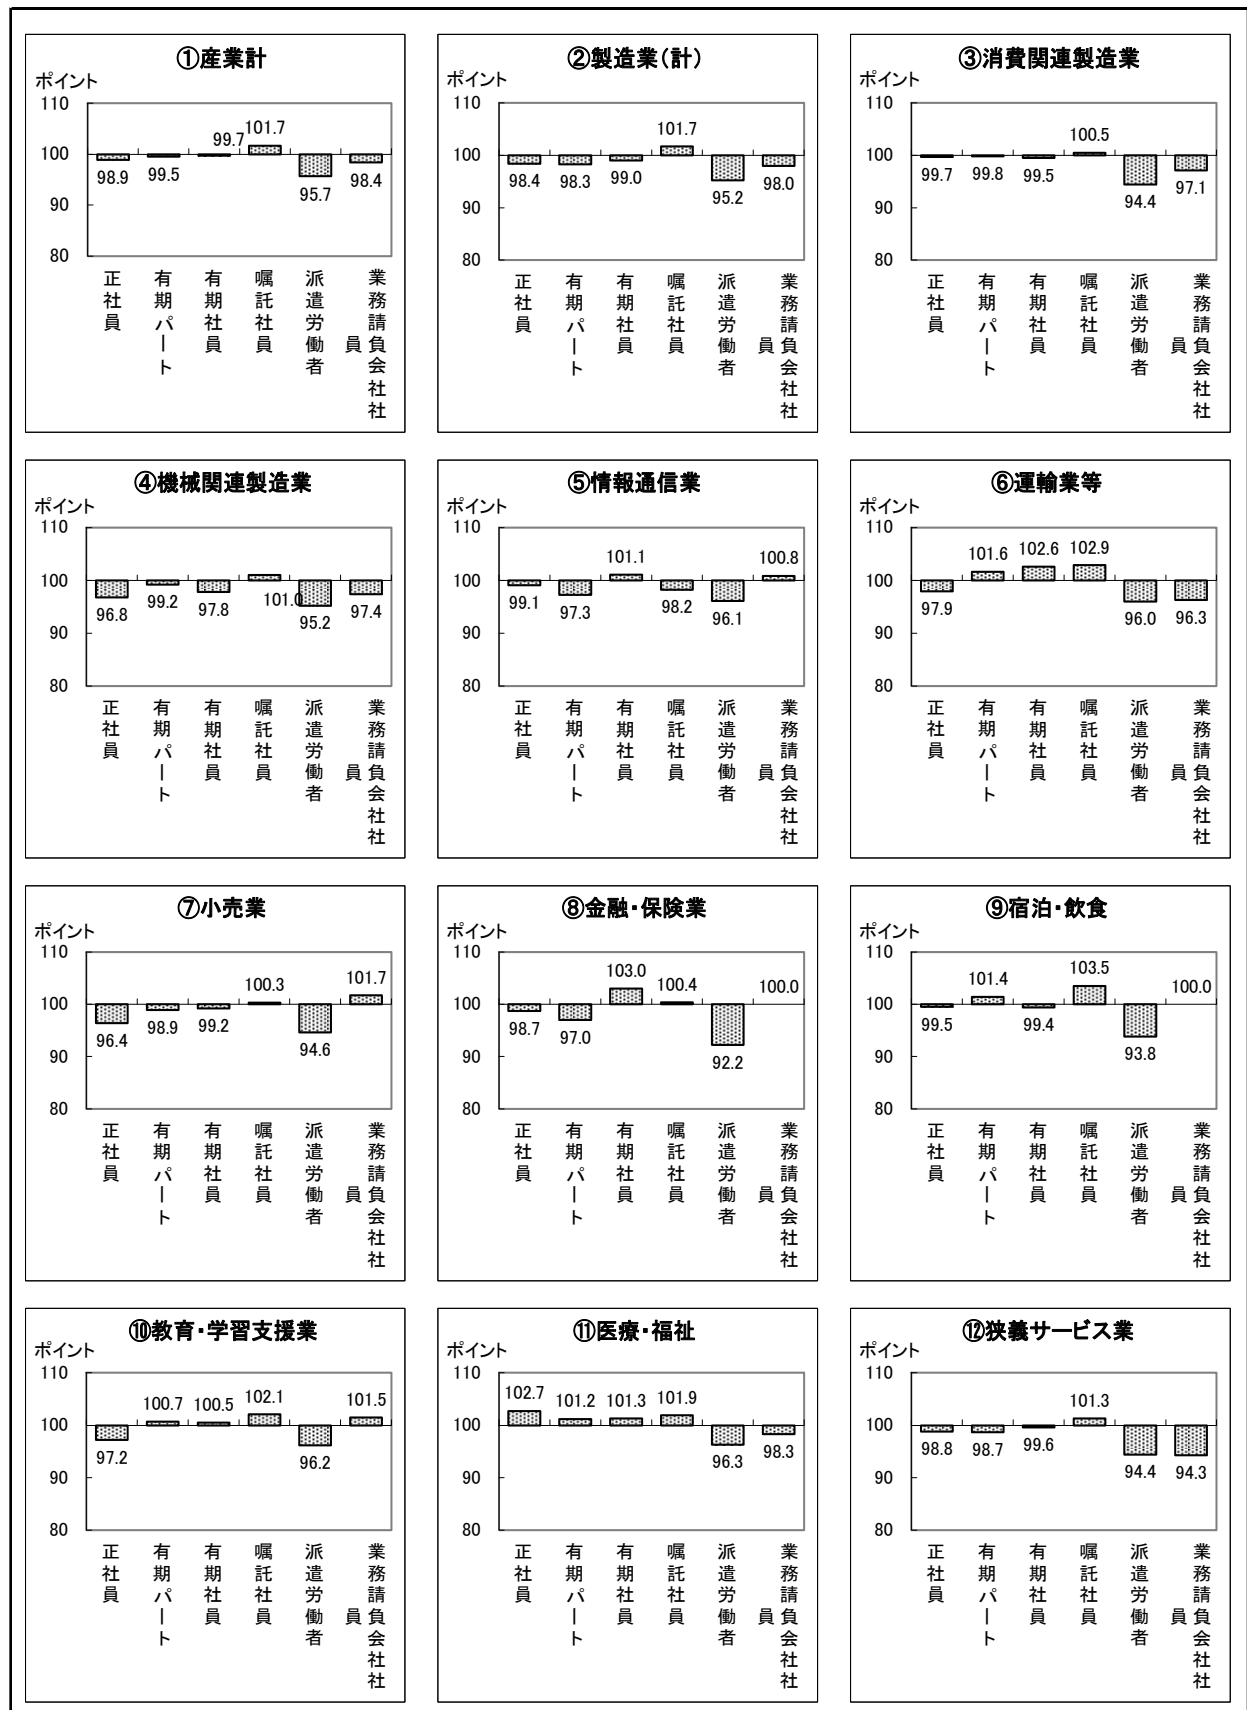 ①産業計
ポイント
110
100
90
80
98.9
99.5
99.7
101.7
95.7
98.4
正社員
有期パート
有期社員
嘱託社員
派遣労働者
業務請負会社社員
②製造業(計)
ポイント
110
100
90
80
98.4
98.3
99.0
101.7
95.2
98.0
正社員
有期パート
有期社員
嘱託社員
派遣労働者
業務請負会社社員
③消費関連製造業
ポイント
110
100
90
80
99.7
99.8
99.5
100.5
94.4
97.1
正社員
有期パート
有期社員
嘱託社員
派遣労働者
業務請負会社社員
④機械関連製造業
ポイント
110
100
90
80
96.8
99.2
97.8
101.0
95.2
97.4
正社員
有期パート
有期社員
嘱託社員
派遣労働者
業務請負会社社員
⑤情報通信業
ポイント
110
100
90
80
99.1
97.3
101.1
98.2
96.1
100.8
正社員
有期パート
有期社員
嘱託社員
派遣労働者
業務請負会社社員
⑥運輸業等
ポイント
110
100
90
80
97.9
101.6
102.6
102.9
96.0
96.3
正社員
有期パート
有期社員
嘱託社員
派遣労働者
業務請負会社社員
⑦小売業
ポイント
110
100
90
80
96.4
98.9
99.2
100.3
94.6
101.7
正社員
有期パート
有期社員
嘱託社員
派遣労働者
業務請負会社社員
⑧金融・保険業
ポイント
110
100
90
80
98.7
97.0
103.0
100.4
92.2
100.0
正社員
有期パート
有期社員
嘱託社員
派遣労働者
業務請負会社社員
⑨宿泊・飲食
ポイント
110
100
90
80
99.5
101.4
99.4
103.5
93.8
100.0
正社員
有期パート
有期社員
嘱託社員
派遣労働者
業務請負会社社員
⑩教育・学習支援業
ポイント
110
100
90
80
97.2
100.7
100.5
102.1
96.2
101.5
正社員
有期パート
有期社員
嘱託社員
派遣労働者
業務請負会社社員
⑪医療・福祉
ポイント
110
100
90
80
102.7
101.2
101.3
101.9
96.3
98.3
正社員
有期パート
有期社員
嘱託社員
派遣労働者
業務請負会社社員
⑫狭義サービス業
ポイント
110
100
90
80
98.8
98.7
99.6
101.3
94.4
94.3
正社員
有期パート
有期社員
嘱託社員
派遣労働者
業務請負会社社員